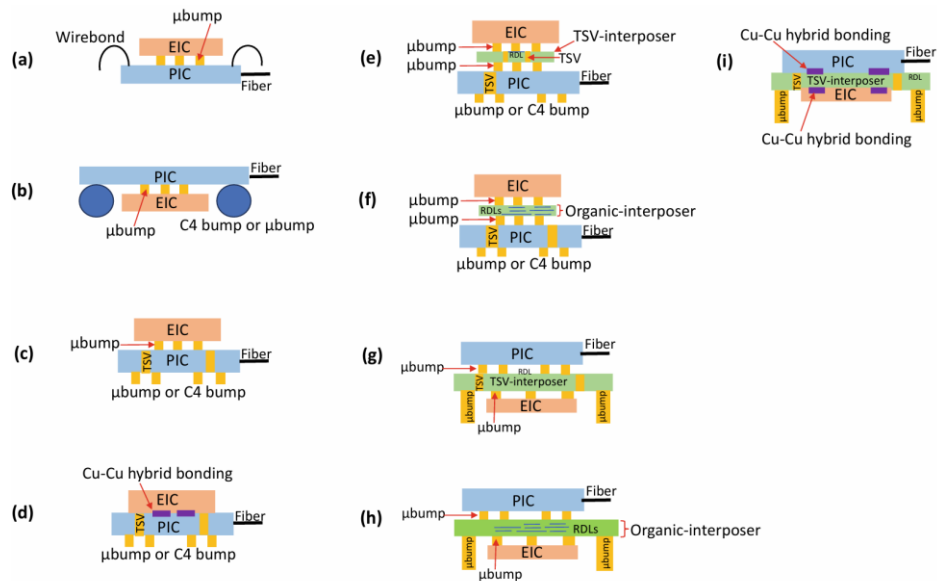 (a)
Wirebond
μbump
EIC
PIC
Fiber
(b)
PIC
Fiber
EIC
μbump
C4 bump or μbump
(c)
μbump
EIC
TSV
PIC
Fiber
μbump or C4 bump
(d)
Cu-Cu hybrid bonding
EIC
TSV
PIC
Fiber
μbump or C4 bump
(e)
EIC
μbump
TSV-interposer
RDL
TSV
μbump
TSV
PIC
Fiber
μbump or C4 bump
(f)
EIC
μbump
RDLs
Organic-interposer
μbump
TSV
PIC
Fiber
μbump or C4 bump
(g)
PIC
Fiber
μbump
RDL
TSV
TSV-interposer
μbump
EIC
μbump
μbump
(h)
PIC
Fiber
μbump
RDLs
Organic-interposer
μbump
EIC
μbump
μbump
(i)
Cu-Cu hybrid bonding
PIC
Fiber
TSV
TSV-interposer
RDL
μbump
EIC
μbump
Cu-Cu hybrid bonding